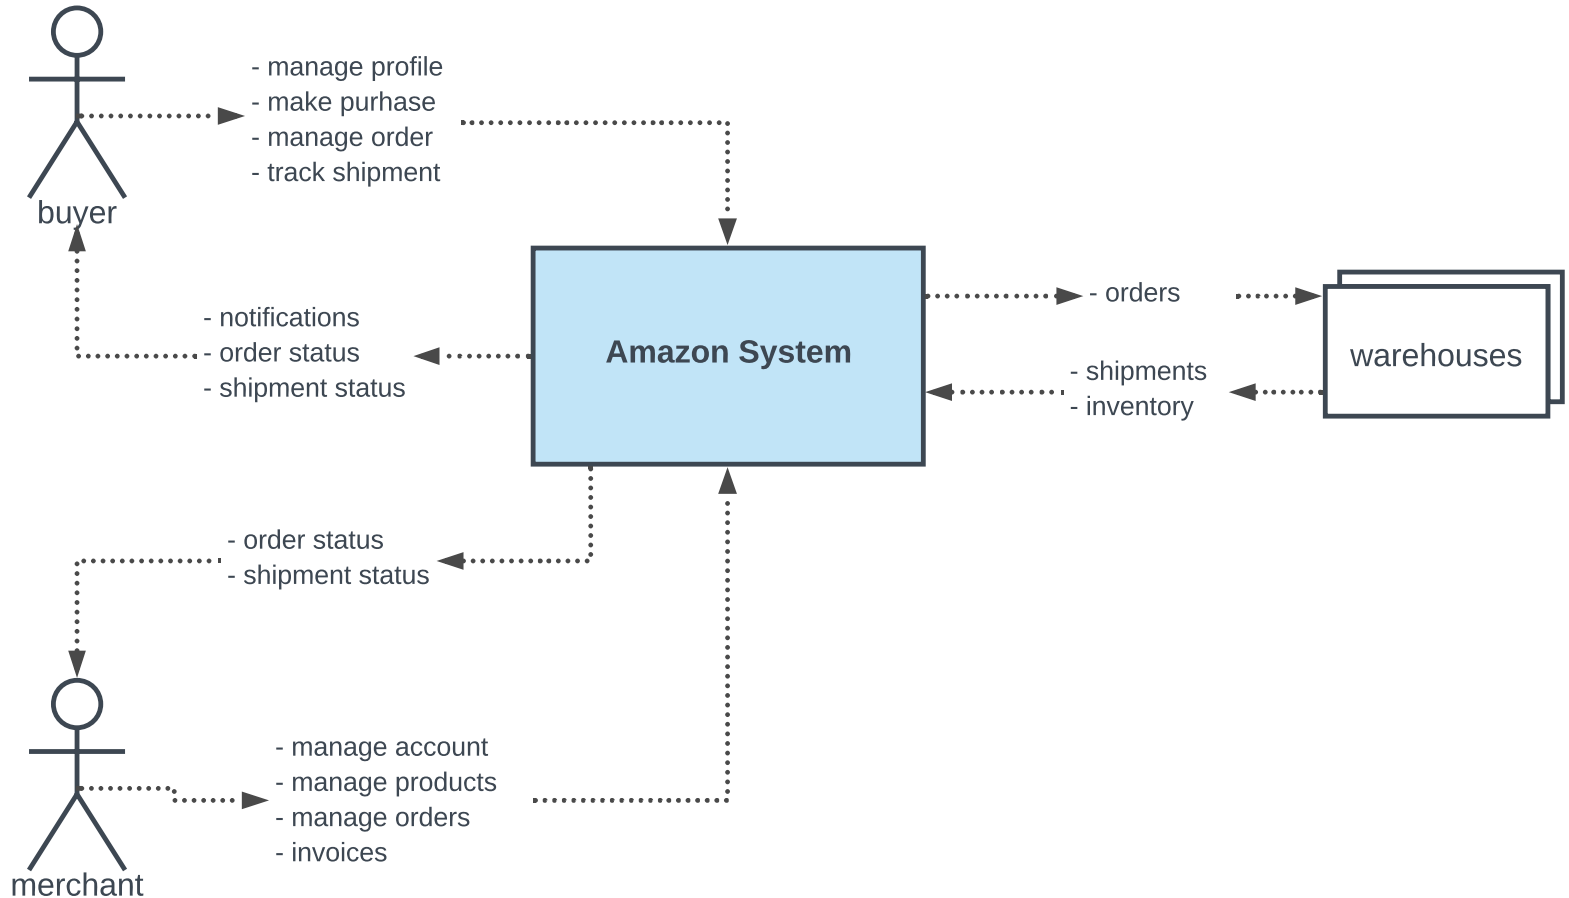 - manage profile
- make purhase
- manage order
- track shipment
buyer
- notifications
- order status
- shipment status
Amazon System
- orders
- shipments
- inventory
warehouses
- order status
- shipment status
- manage account
- manage products
- manage orders
- invoices
merchant